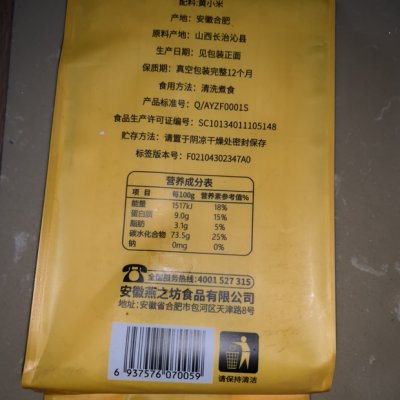 配料:黄小米
产地: 安徽合肥
原料产地: 山西长治沁县
生产日期: 见包装正面
保质期: 真空包装完整12个月
食用方法: 清洗煮食
产品标准号: Q/AYZF0001S
食品生产许可证编号: SC10134011105148
贮存方法: 请置于阴凉干燥处密封保存
标签版本号: F02104302347A0
营养成分表
项 目 每100g 营养素参考值%
能量 1517kJ 18%
蛋白质 9.0g 15%
脂肪 3.1g 5%
碳水化合物 73.5g 25%
钠 0mg 0%
全国服务热线: 4001 527 315
安徽燕之坊食品有限公司
地址: 安徽省合肥市包河区天津路8号
6 937576 070059
请保持清洁